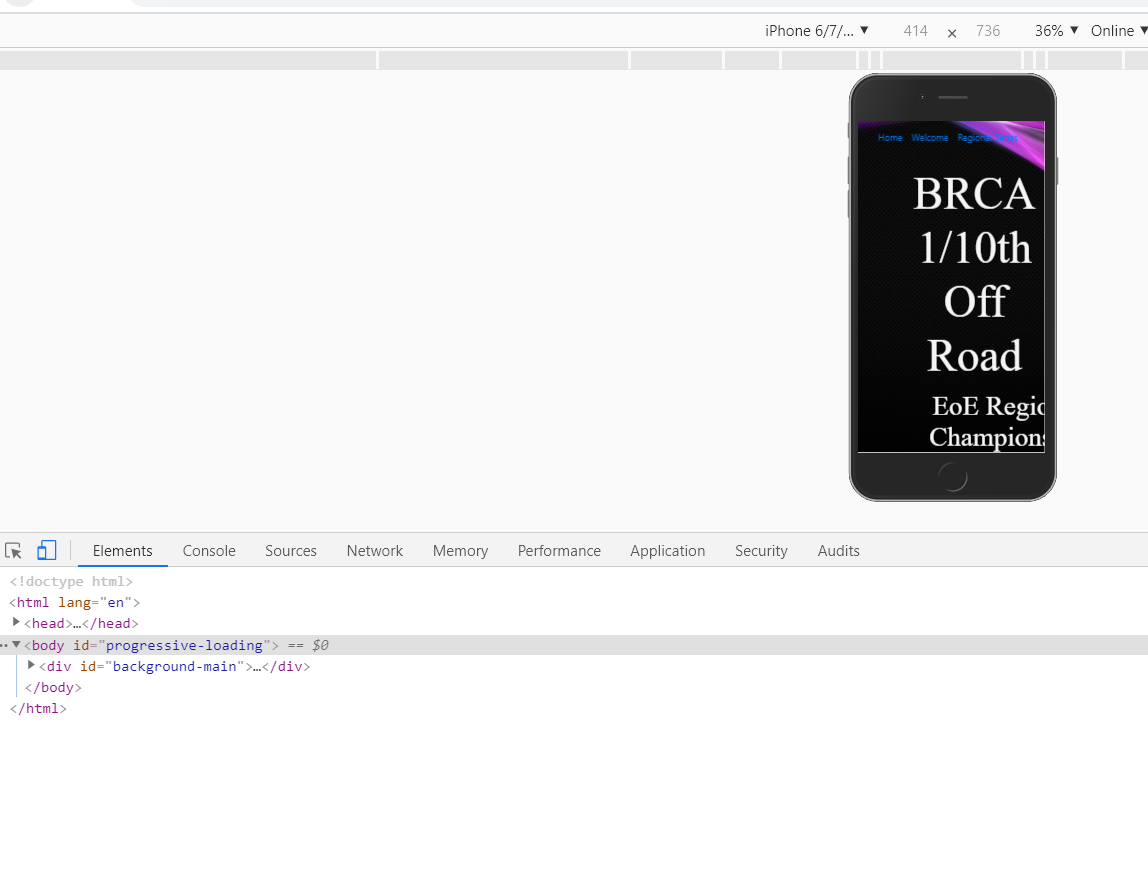 iPhone 6/7/... ▼ 414 × 736 36% ▼ Online ▼
Home Welcome Regional Series
BRCA
1/10th
Off
Road
EoE Regio
Champions
Elements Console Sources Network Memory Performance Application Security Audits
<!doctype html>
<html lang="en">
▶<head>…</head>
▼<body id="progressive-loading"> == $0
▶<div id="background-main">…</div>
</body>
</html>